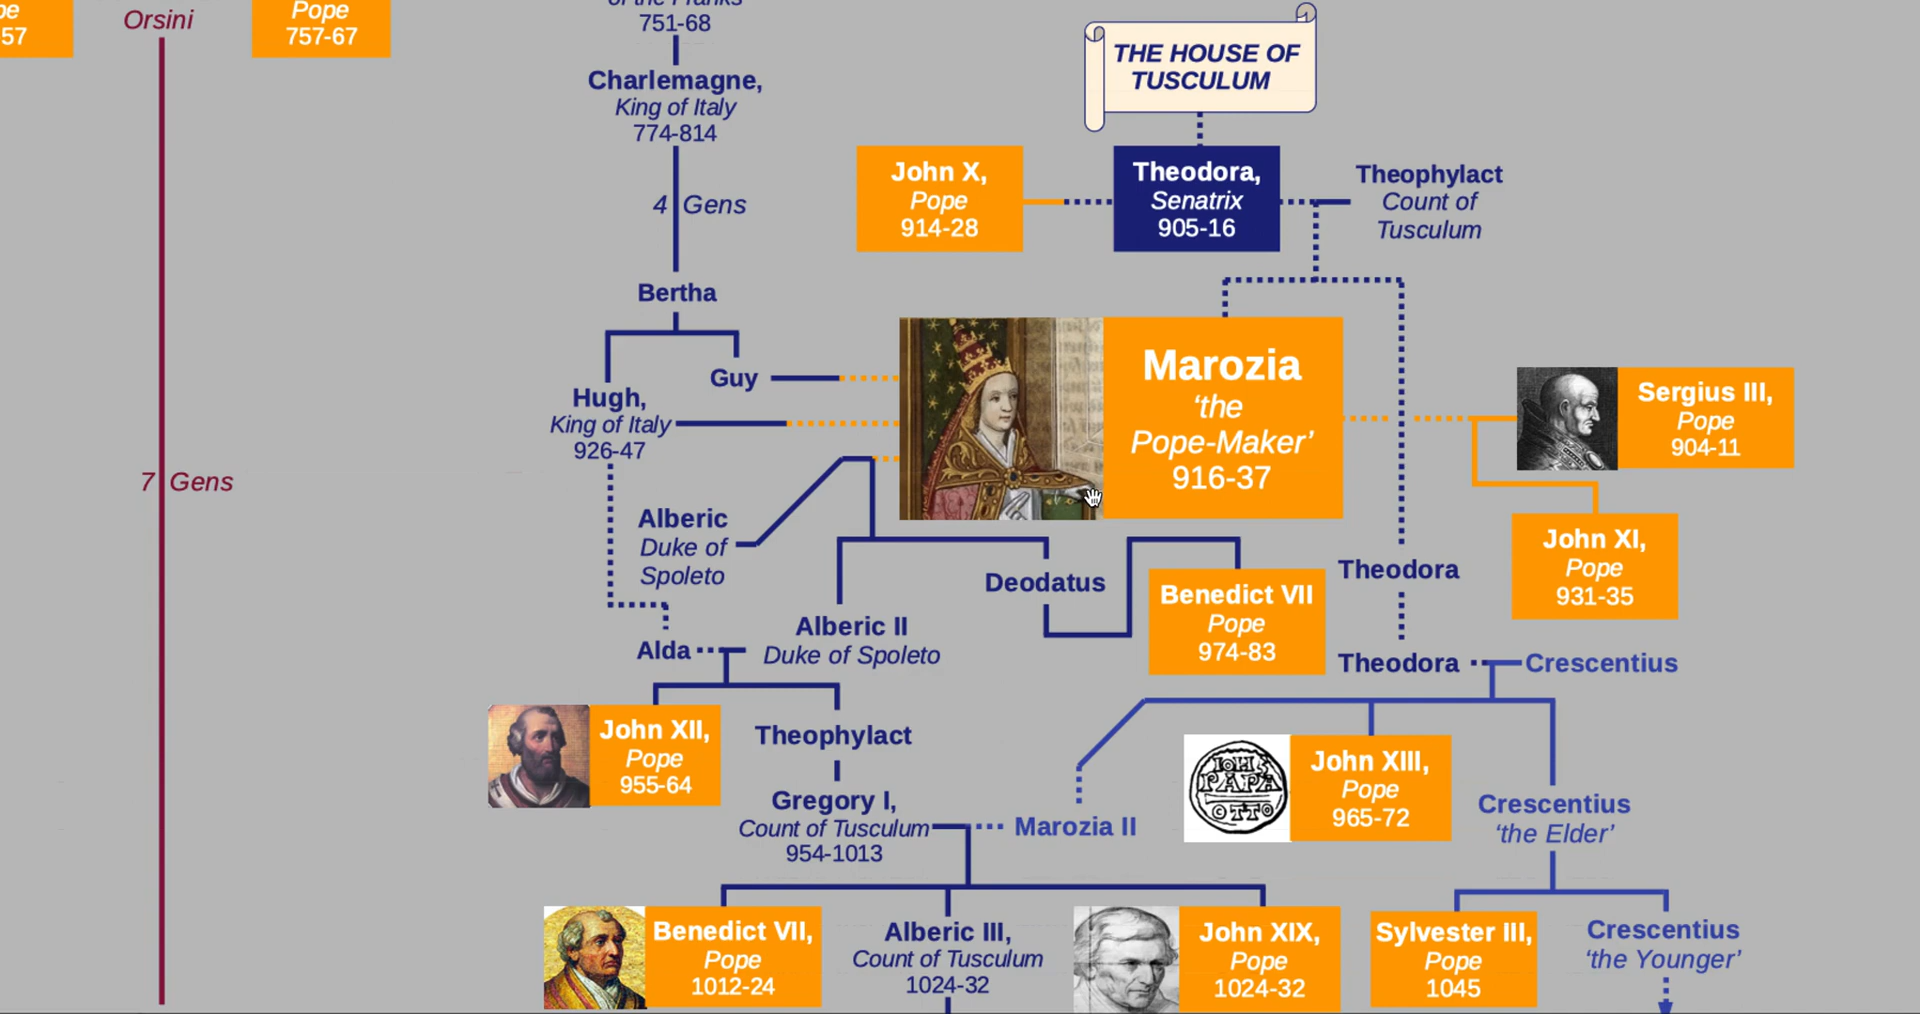 57
Orsini
Pope
757-67
751-68
Charlemagne,
King of Italy
774-814
4 Gens
Bertha
Guy
Hugh,
King of Italy
926-47
7 Gens
Alberic
Duke of
Spoleto
THE HOUSE OF
TUSCULUM
John X,
Pope
914-28
Theodora,
Senatrix
905-16
Theophylact
Count of
Tusculum
Marozia
‘the
Pope-Maker’
916-37
Sergius III,
Pope
904-11
John XI,
Pope
931-35
Deodatus
Benedict VII
Pope
974-83
Theodora
Alberic II
Duke of Spoleto
Alda
Theodora
Crescentius
John XII,
Pope
955-64
Theophylact
Gregory I,
Count of Tusculum
954-1013
Marozia II
IOHS
PAPA
OTTO
John XIII,
Pope
965-72
Crescentius
‘the Elder’
Benedict VII,
Pope
1012-24
Alberic III,
Count of Tusculum
1024-32
John XIX,
Pope
1024-32
Sylvester III,
Pope
1045
Crescentius
‘the Younger’